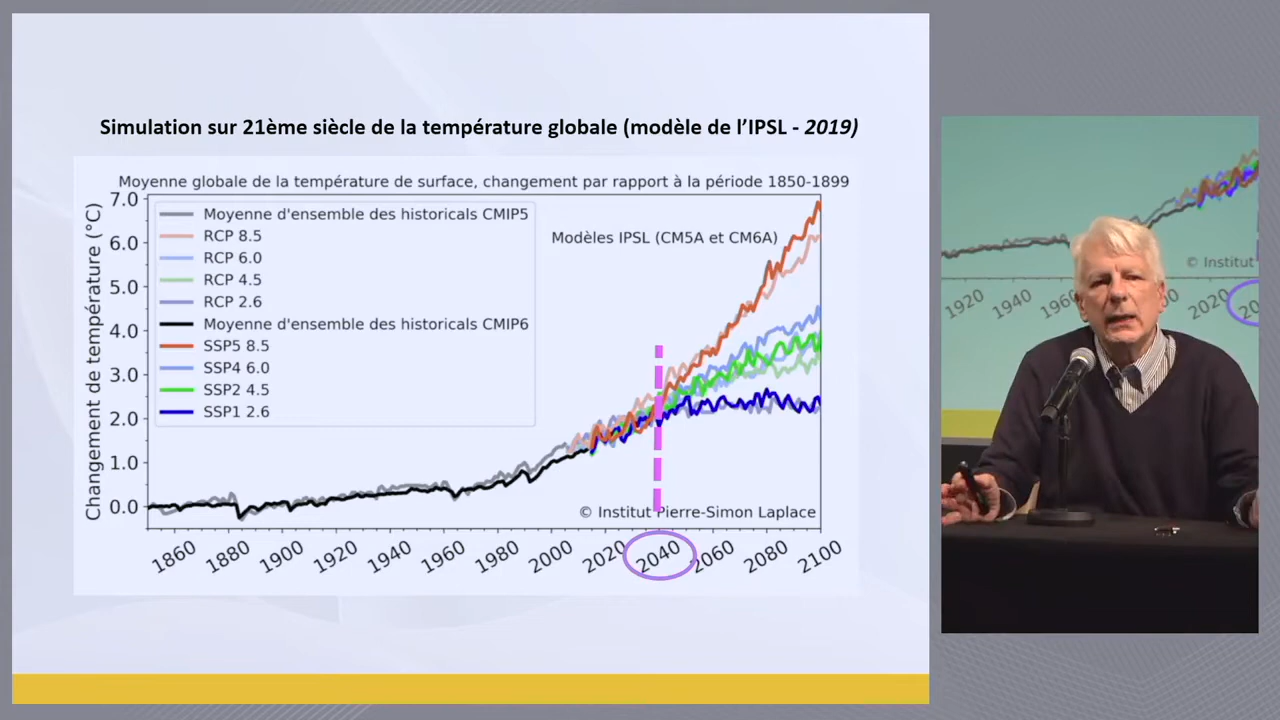 Simulation sur 21ème siècle de la température globale (modèle de l'IPSL - 2019)
Moyenne globale de la température de surface, changement par rapport à la période 1850-1899
Changement de température (°C)
7.0
6.0
5.0
4.0
3.0
2.0
1.0
0.0
Moyenne d'ensemble des historicals CMIP5
RCP 8.5
RCP 6.0
RCP 4.5
RCP 2.6
Moyenne d'ensemble des historicals CMIP6
SSP5 8.5
SSP4 6.0
SSP2 4.5
SSP1 2.6
Modèles IPSL (CM5A et CM6A)
© Institut Pierre-Simon Laplace
1860 1880 1900 1920 1940 1960 1980 2000 2020 2040 2060 2080 2100
© Institut
1920 1940 2020